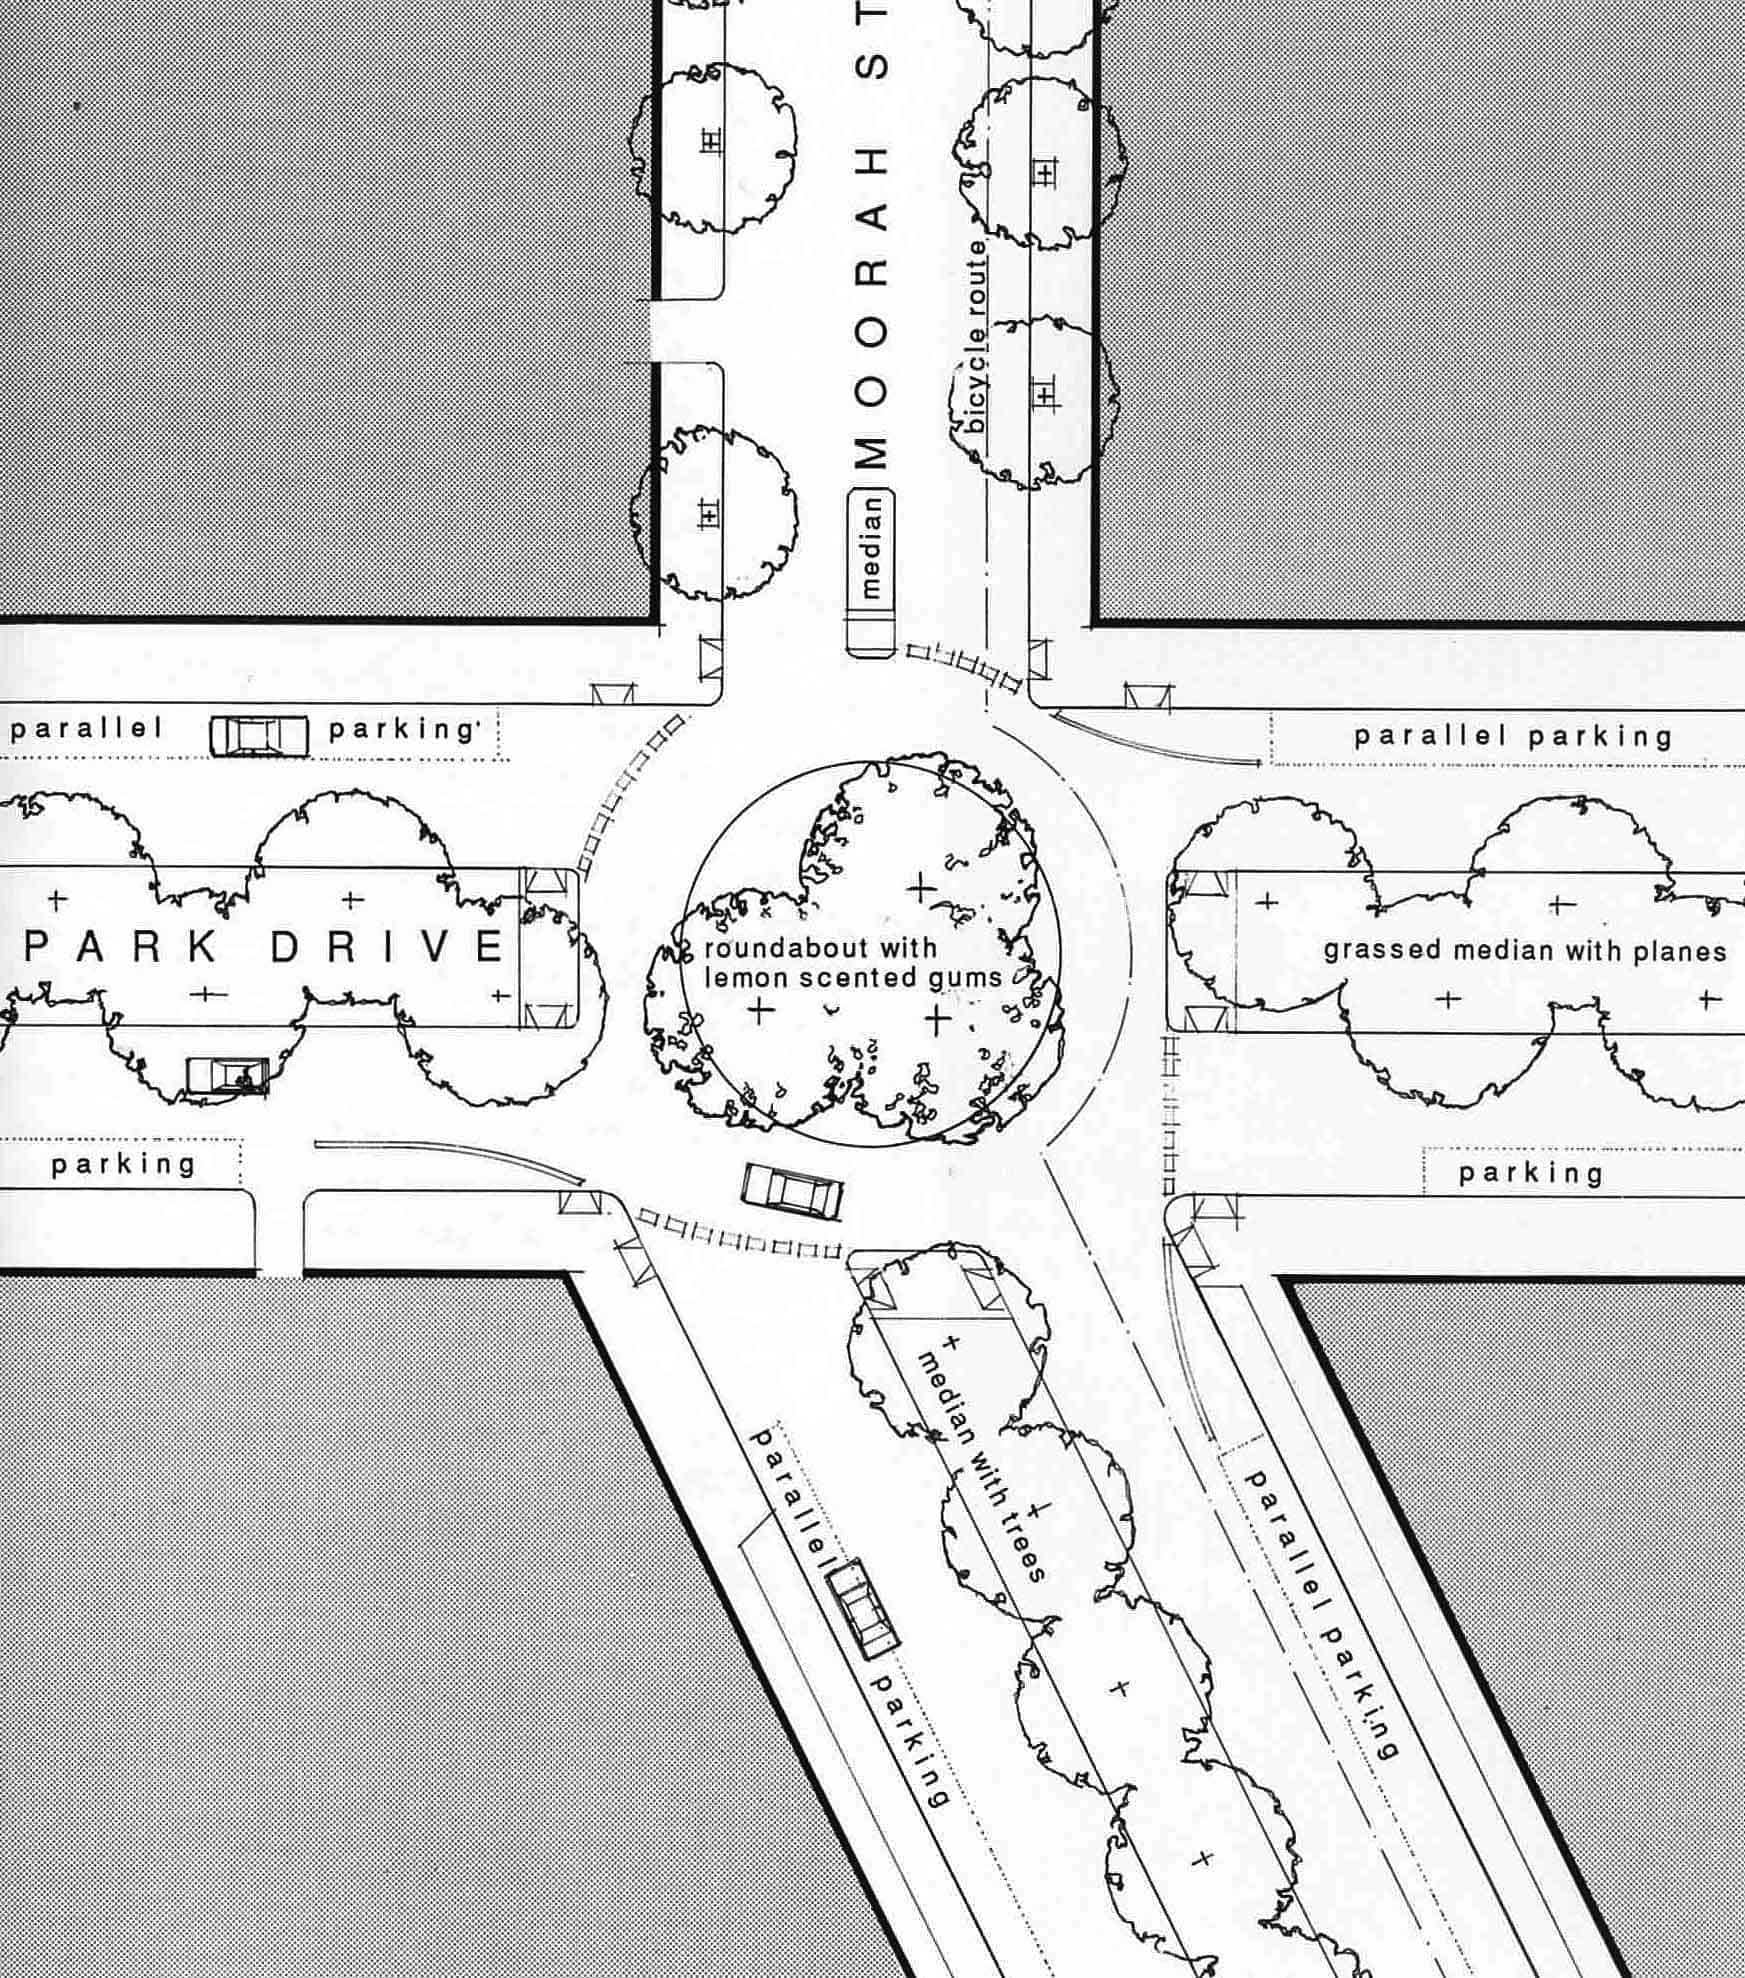 MOORAH ST
bicycle route
median
parallel parking
parallel parking
PARK DRIVE
roundabout with
lemon scented gums
grassed median with planes
parking
parking
median with trees
parallel parking
parallel parking